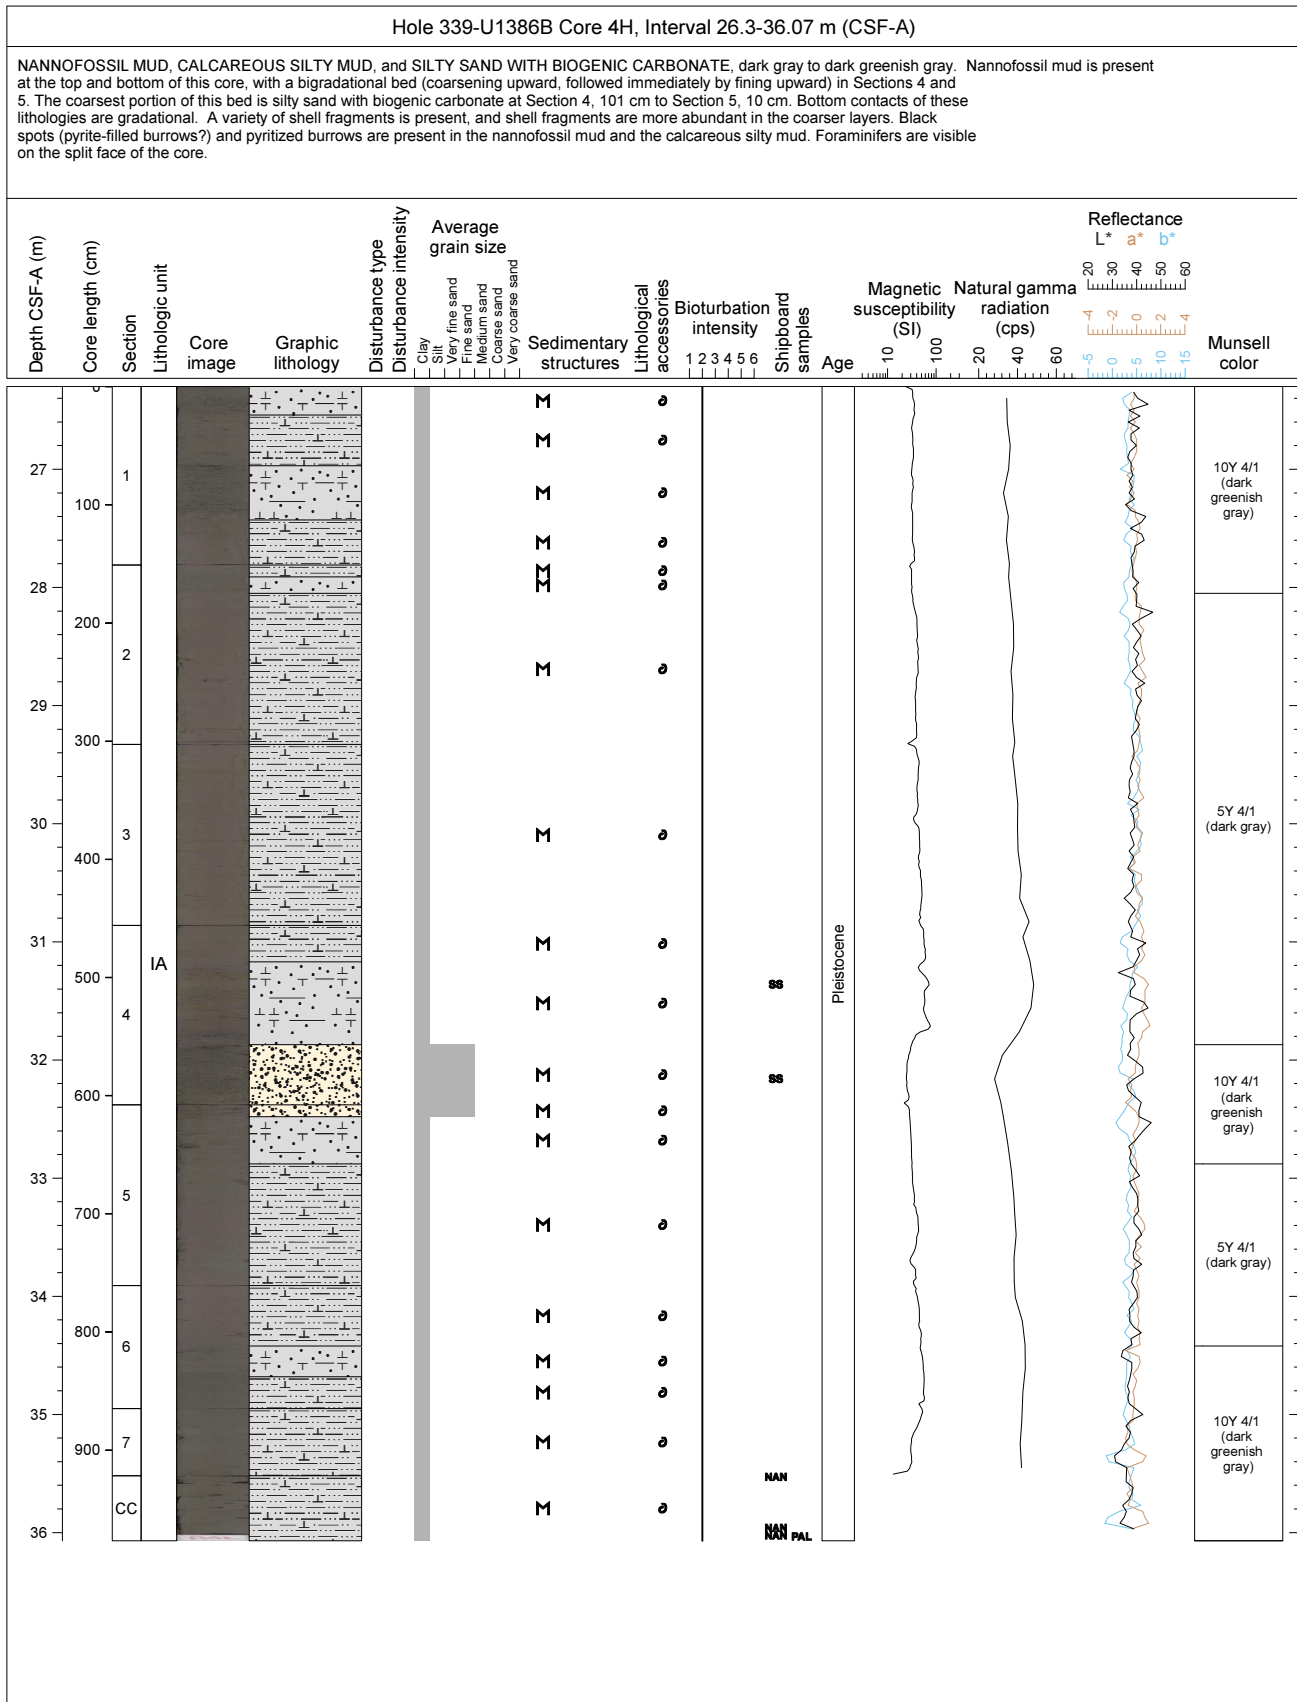 Hole 339-U1386B Core 4H, Interval 26.3-36.07 m (CSF-A)
NANNOFOSSIL MUD, CALCAREOUS SILTY MUD, and SILTY SAND WITH BIOGENIC CARBONATE, dark gray to dark greenish gray. Nannofossil mud is present
at the top and bottom of this core, with a bigradational bed (coarsening upward, followed immediately by fining upward) in Sections 4 and
5. The coarsest portion of this bed is silty sand with biogenic carbonate at Section 4, 101 cm to Section 5, 10 cm. Bottom contacts of these
lithologies are gradational. A variety of shell fragments is present, and shell fragments are more abundant in the coarser layers. Black
spots (pyrite-filled burrows?) and pyritized burrows are present in the nannofossil mud and the calcareous silty mud. Foraminifers are visible
on the split face of the core.
Depth CSF-A (m)
Core length (cm)
Section
Lithologic unit
Core
image
Graphic
lithology
Disturbance type
Disturbance intensity
Average
grain size
Clay
Silt
Very fine sand
Fine sand
Medium sand
Coarse sand
Very coarse sand
Sedimentary
structures
Lithological
accessories
Bioturbation
intensity
1 2 3 4 5 6
Shipboard
samples
Age
Magnetic
susceptibility
(SI)
10 100
Natural gamma
radiation
(cps)
20 40 60
Reflectance
L* a* b*
20 30 40 50 60
-4 -2 0 2 4
-5 0 5 10 15
Munsell
color
0
27
100
28
200
29
300
30
400
31
500
32
600
33
700
34
800
35
900
36
1
2
3
4
5
6
7
CC
IA
SS
SS
NAN
NAN
NAN PAL
Pleistocene
10Y 4/1
(dark
greenish
gray)
5Y 4/1
(dark gray)
10Y 4/1
(dark
greenish
gray)
5Y 4/1
(dark gray)
10Y 4/1
(dark
greenish
gray)